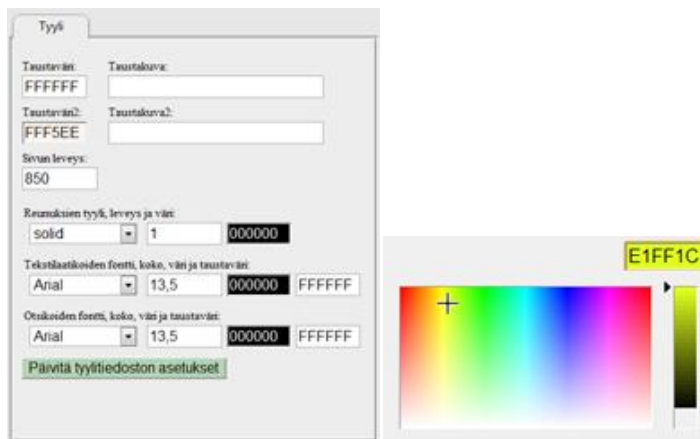 Tyyli
Taustaväri: Taustakuva:
FFFFFF
Taustaväri2: Taustakuva2:
FFF5EE
Sivun leveys:
850
Reunuksien tyyli, leveys ja väri:
solid 1 000000
Tekstilaatikoiden fontti, koko, väri ja taustaväri:
Arial 13,5 000000 FFFFFF
Otsikoiden fontti, koko, väri ja taustaväri:
Arial 13,5 000000 FFFFFF
Päivitä tyylitiedoston asetukset
E1FF1C